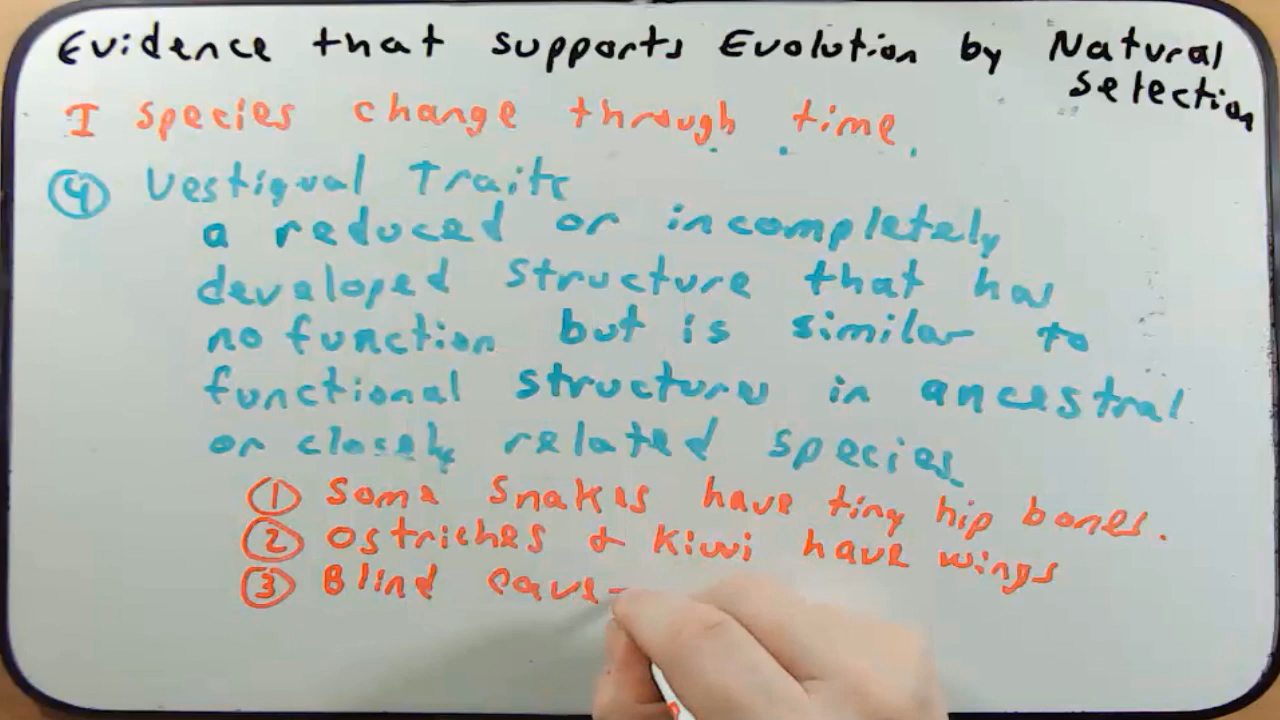 Evidence that supports Evolution by Natural
Selection
I species change through time.
④ Vestigual Traits
a reduced or incompletely
developed structure that has
no function but is similar to
functional structures in ancestral
or closely related species.
① Some snakes have tiny hip bones.
② Ostriches & Kiwi have wings
③ Blind cave-